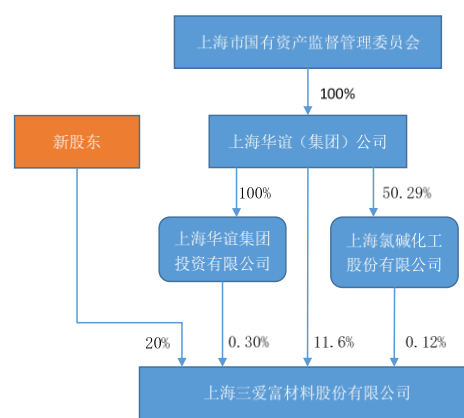 上海市国有资产监督管理委员会
100%
新股东
上海华谊（集团）公司
100%
50.29%
上海华谊集团
投资有限公司
上海氯碱化工
股份有限公司
20%
0.30%
11.6%
0.12%
上海三爱富材料股份有限公司